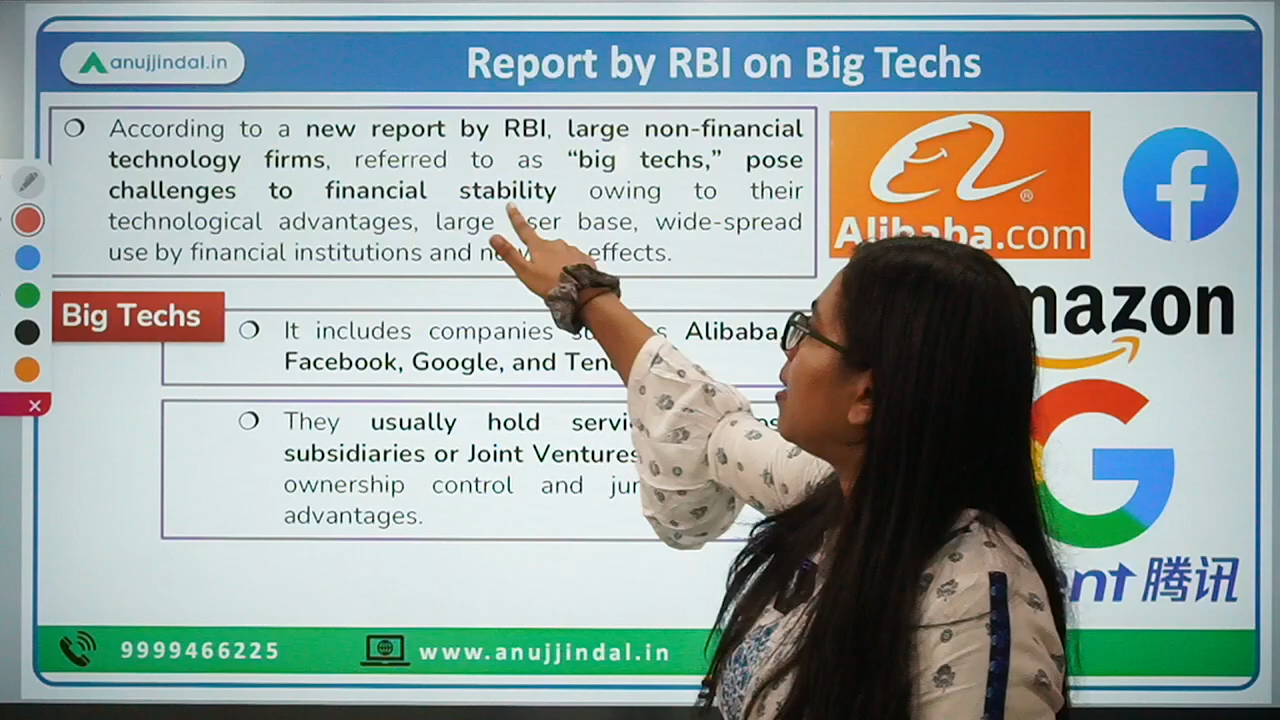 anujjindal.in
Report by RBI on Big Techs
According to a new report by RBI, large non-financial
technology firms, referred to as “big techs,” pose
challenges to financial stability owing to their
technological advantages, large base, wide-spread
use by financial institutions and effects.
Alibaba.com
Big Techs
It includes companies Alibaba,
Facebook, Google, and
They usually hold
subsidiaries or Joint Ventures
ownership control and
advantages.
腾讯
9999466225
www.anujjindal.in